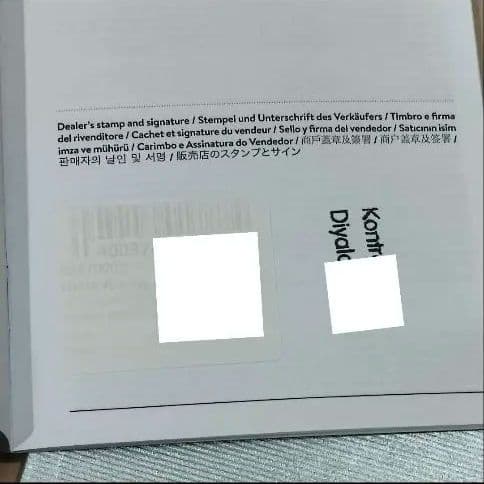 Dealer's stamp and signature / Stempel und Unterschrift des Verkäufers / Timbro e firma
del rivenditore / Cachet et signature du vendeur / Sello y firma del vendedor / Satıcının isim
imza ve mühürü / Carimbo e Assinatura do Vendedor / 商戶蓋章及簽署 / 商户盖章及签署 /
판매자의 날인 및 서명 / 販売店のスタンプとサイン
Kontr
Diyalo